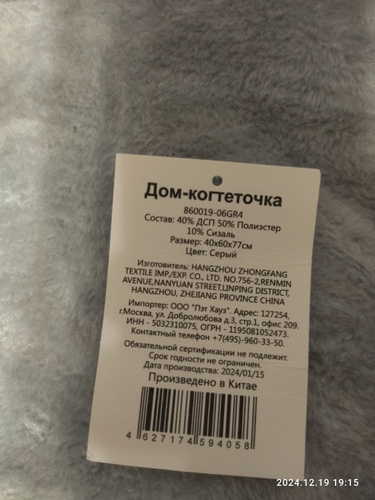 Дом-когтеточка
860019-06GR4
Состав: 40% ДСП 50% Полиэстер
10% Сизаль
Размер: 40x60x77см
Цвет: Серый
Изготовитель: HANGZHOU ZHONGFANG
TEXTILE IMP./EXP. CO., LTD. NO.756-2,RENMIN
AVENUE,NANYUAN STREET,LINPING DISTRICT,
HANGZHOU, ZHEJIANG PROVINCE CHINA
Импортер: ООО "Пэт Хауз". Адрес: 127254,
г.Москва, ул. Добролюбова д.3, стр.1, офис 209.
ИНН - 5032310075, ОГРН - 1195081052473.
Контактный телефон +7(495)-960-33-50.
Обязательной сертификации не подлежит.
Срок годности не ограничен.
Дата производства: 2024/01/15
Произведено в Китае
4 627174 594058
2024.12.19 19:15